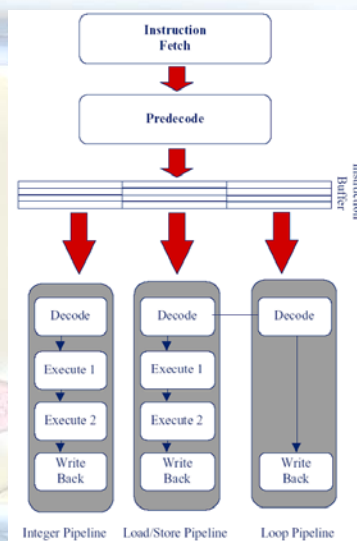 Instruction
Fetch
Predecode
Buffer
Decode
Decode
Decode
Execute 1
Execute 1
Execute 2
Execute 2
Write
Back
Write
Back
Write
Back
Integer Pipeline
Load/Store Pipeline
Loop Pipeline